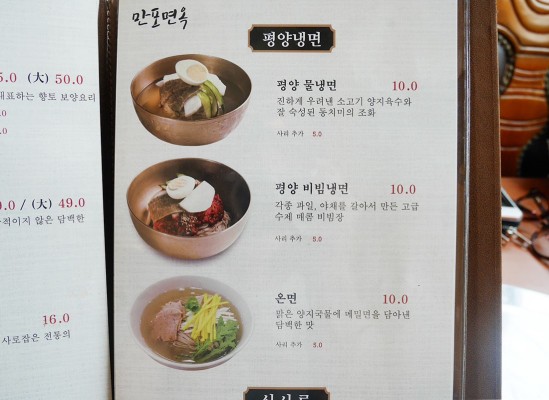 5.0 (大) 50.0
대표하는 향토 보양요리
.0
.0
0.0 / (大) 49.0
적이지 않은 담백한
16.0
사로잡은 전통의
만포면옥
평양냉면
평양 물냉면 10.0
진하게 우려낸 소고기 양지육수와
잘 숙성된 동치미의 조화
사리 추가 5.0
평양 비빔냉면 10.0
각종 과일, 야채를 갈아서 만든 고급
수제 매콤 비빔장
사리 추가 5.0
온면 10.0
맑은 양지국물에 메밀면을 담아낸
담백한 맛
사리 추가 5.0
식사류